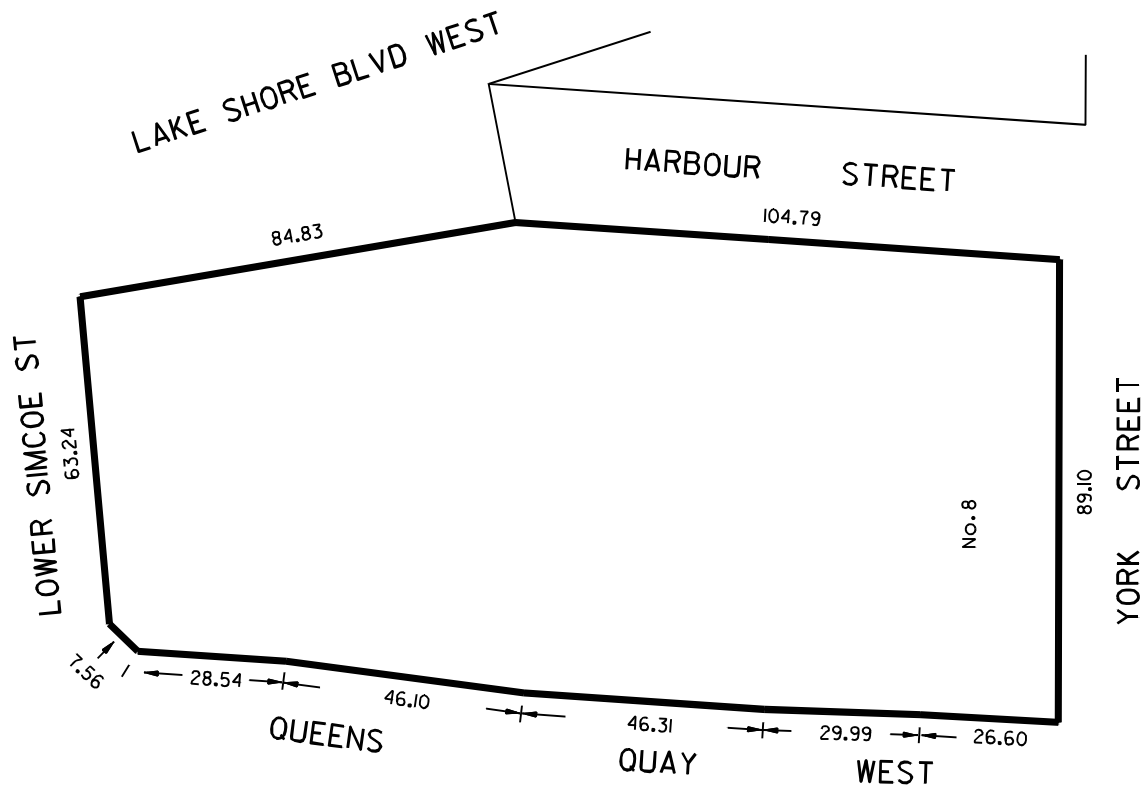 LAKE SHORE BLVD WEST
HARBOUR STREET
84.83
104.79
LOWER SIMCOE ST
63.24
No.8
89.10
YORK STREET
7.56
28.54
46.10
46.31
29.99
26.60
QUEENS QUAY WEST